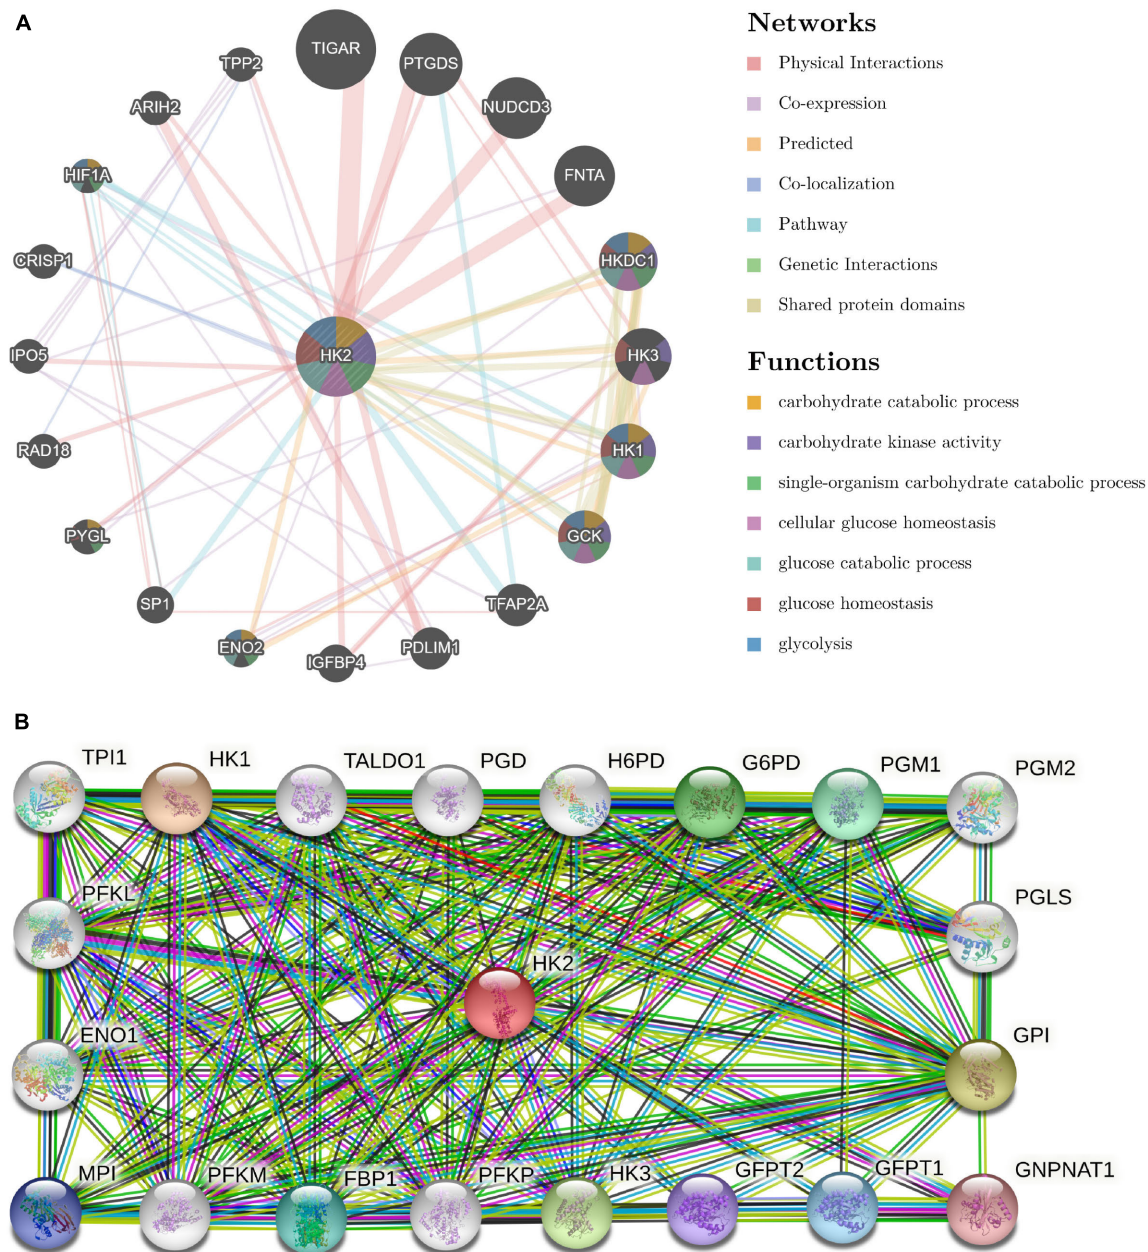 A
TIGAR
PTGDS
TPP2
NUDCD3
ARIH2
FNTA
HIF1A
HKDC1
CRISP1
HK2
HK3
IPO5
RAD18
HK1
PYGL
GCK
SP1
TFAP2A
ENO2
IGFBP4
PDLIM1
Networks
Physical Interactions
Co-expression
Predicted
Co-localization
Pathway
Genetic Interactions
Shared protein domains
Functions
carbohydrate catabolic process
carbohydrate kinase activity
single-organism carbohydrate catabolic process
cellular glucose homeostasis
glucose catabolic process
glucose homeostasis
glycolysis
B
TPI1
HK1
TALDO1
PGD
H6PD
G6PD
PGM1
PGM2
PFKL
PGLS
HK2
ENO1
GPI
MPI
PFKM
FBP1
PFKP
HK3
GFPT2
GFPT1
GNPNAT1